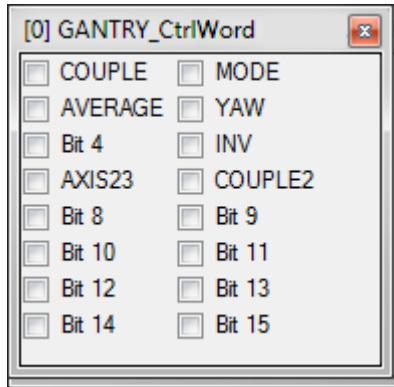 [0] GANTRY_CtrlWord
COUPLE MODE
AVERAGE YAW
Bit 4 INV
AXIS23 COUPLE2
Bit 8 Bit 9
Bit 10 Bit 11
Bit 12 Bit 13
Bit 14 Bit 15